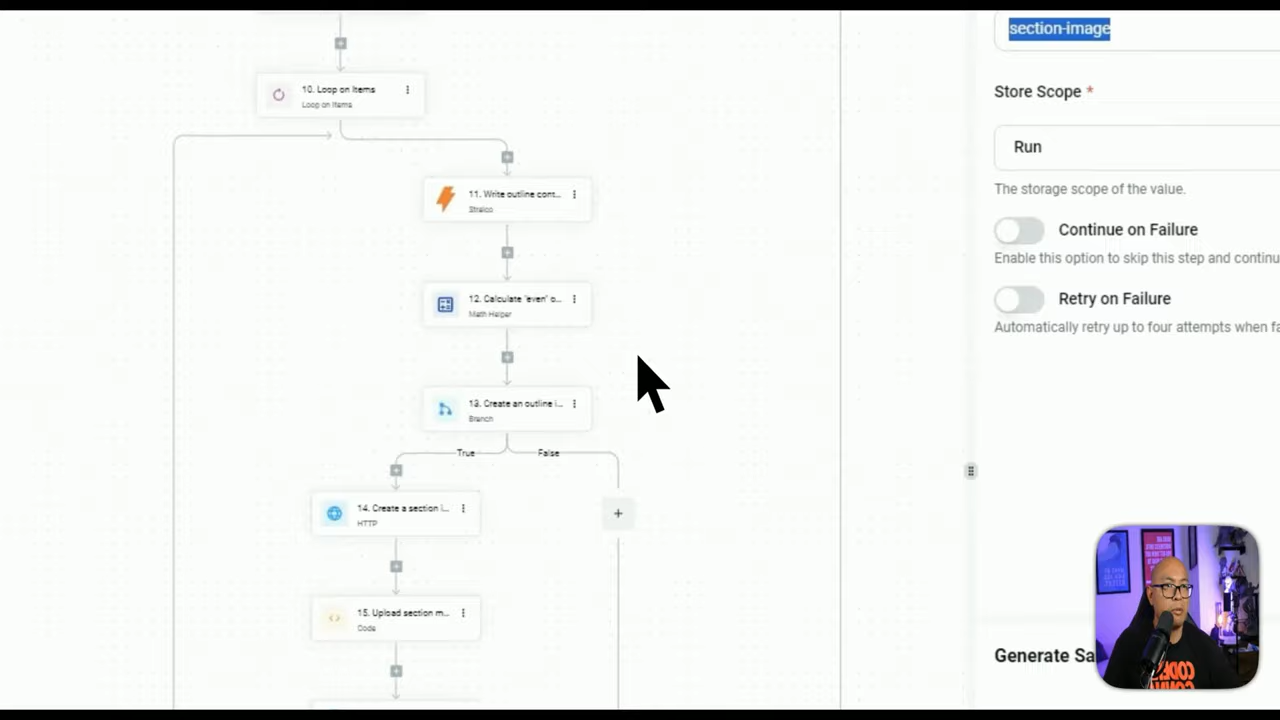 section-image
10. Loop on Items
Loop on Items
Store Scope *
Run
11. Write outline cont...
Straico
The storage scope of the value.
Continue on Failure
Enable this option to skip this step and continu
12. Calculate 'even' o...
Math Helper
Retry on Failure
Automatically retry up to four attempts when fa
13. Create an outline i...
Branch
True
False
14. Create a section i...
HTTP
15. Upload section m...
Code
Generate Sa